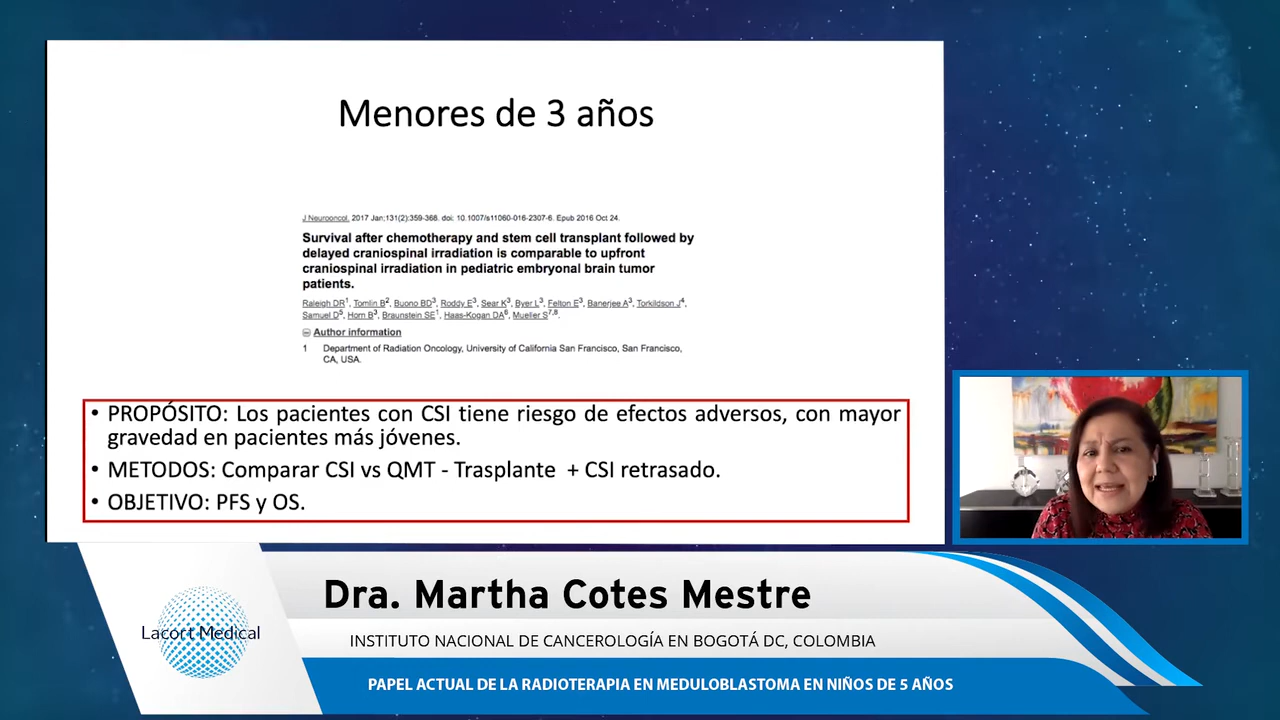 Menores de 3 años
J Neurooncol. 2017 Jan;131(2):359-368. doi: 10.1007/s11060-016-2307-6. Epub 2016 Oct 24.
Survival after chemotherapy and stem cell transplant followed by
delayed craniospinal irradiation is comparable to upfront
craniospinal irradiation in pediatric embryonal brain tumor
patients.
Raleigh DR1, Tomlin B2, Buono BD3, Roddy E3, Sear K3, Byer L3, Felton E3, Banerjee A3, Torkildson J4,
Samuel D5, Horn B3, Braunstein SE1, Haas-Kogan DA6, Mueller S7,8.
Author information
1 Department of Radiation Oncology, University of California San Francisco, San Francisco,
CA, USA.
• PROPÓSITO: Los pacientes con CSI tiene riesgo de efectos adversos, con mayor
gravedad en pacientes más jóvenes.
• METODOS: Comparar CSI vs QMT - Trasplante + CSI retrasado.
• OBJETIVO: PFS y OS.
Dra. Martha Cotes Mestre
Lacort Medical
INSTITUTO NACIONAL DE CANCEROLOGÍA EN BOGOTÁ DC, COLOMBIA
PAPEL ACTUAL DE LA RADIOTERAPIA EN MEDULOBLASTOMA EN NIÑOS DE 5 AÑOS